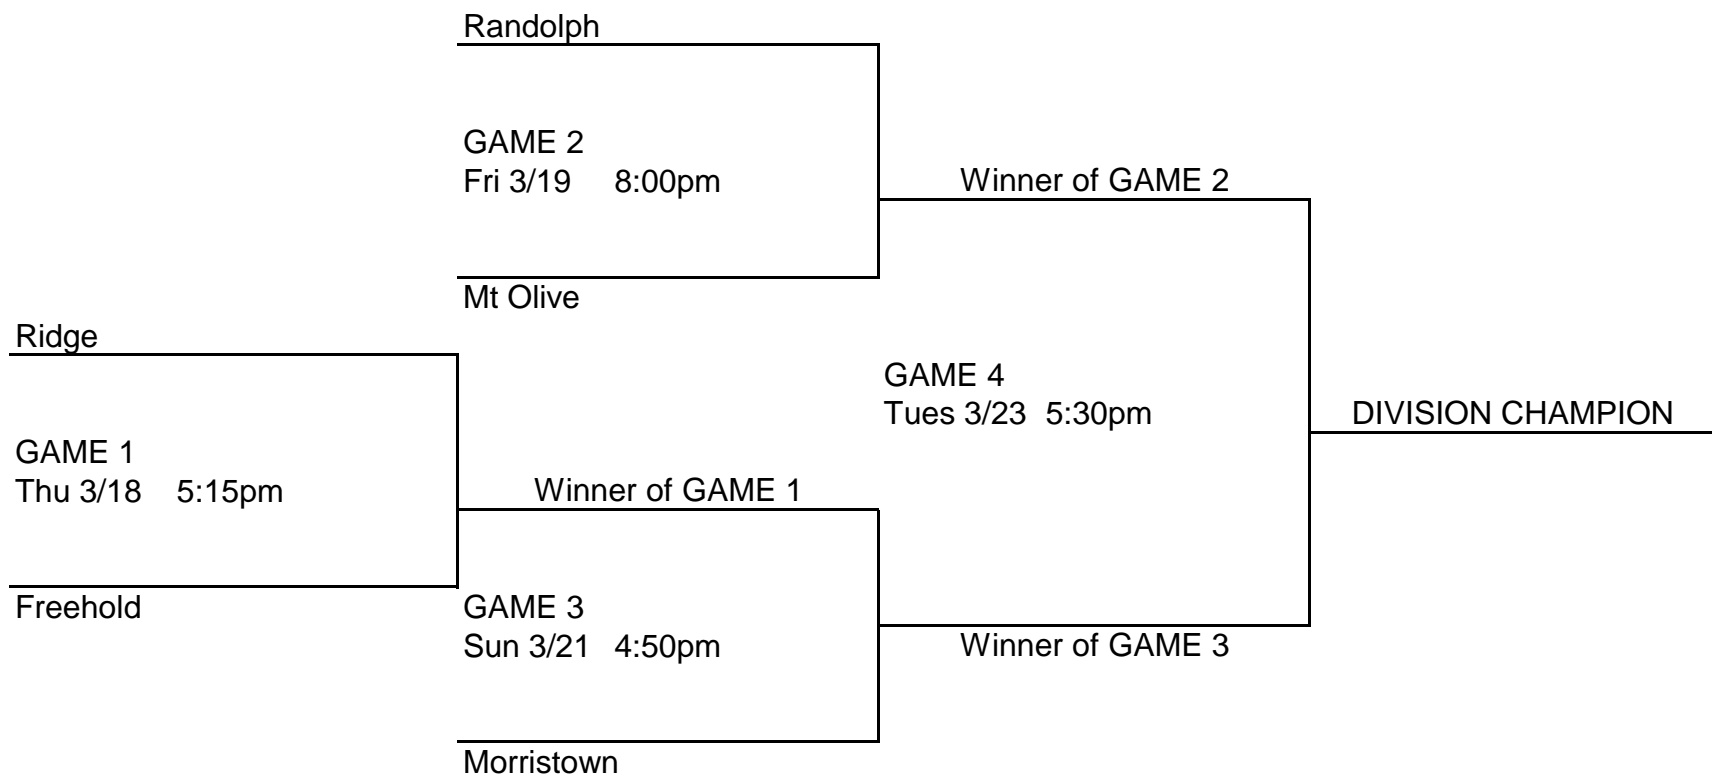 Randolph
GAME 2
Fri 3/19 8:00pm
Winner of GAME 2
Mt Olive
Ridge
GAME 4
Tues 3/23 5:30pm
DIVISION CHAMPION
GAME 1
Thu 3/18 5:15pm
Winner of GAME 1
Freehold
GAME 3
Sun 3/21 4:50pm
Winner of GAME 3
Morristown